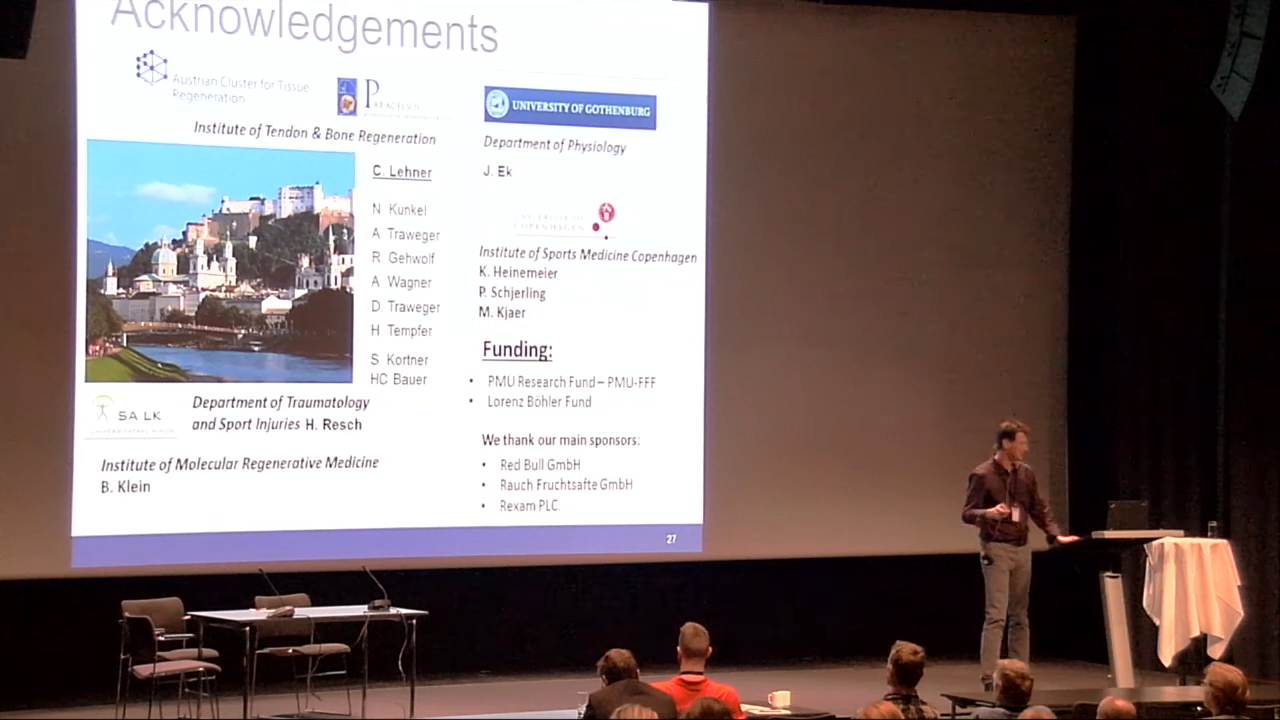 Acknowledgements
Austrian Cluster for Tissue
Regeneration
PARACELSUS
Institute of Tendon & Bone Regeneration
C. Lehner
N Kunkel
A Traweger
R Gehwolf
A Wagner
D Traweger
H Tempfer
S Kortner
HC Bauer
SALK
Department of Traumatology
and Sport Injuries H. Resch
Institute of Molecular Regenerative Medicine
B. Klein
UNIVERSITY OF GOTHENBURG
Department of Physiology
J. Ek
COPENHAGEN
Institute of Sports Medicine Copenhagen
K. Heinemeier
P. Schjerling
M. Kjaer
Funding:
• PMU Research Fund – PMU-FFF
• Lorenz Böhler Fund
We thank our main sponsors:
• Red Bull GmbH
• Rauch Fruchtsafte GmbH
• Rexam PLC.
27